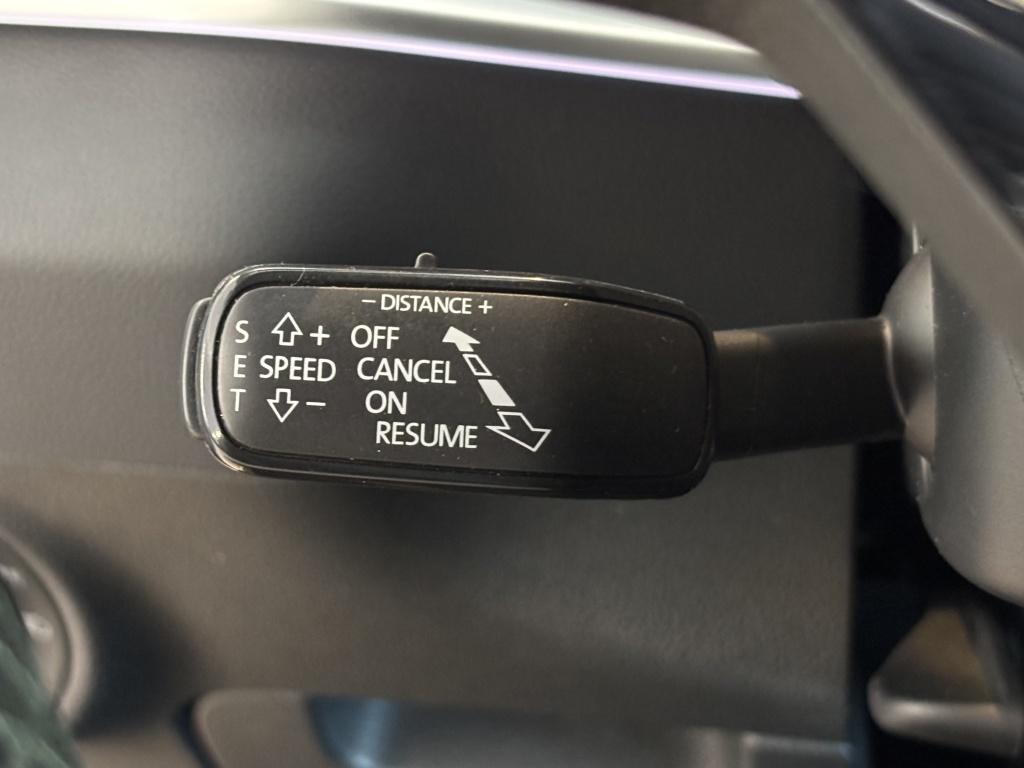 − DISTANCE +
S + OFF
E SPEED CANCEL
T − ON
RESUME